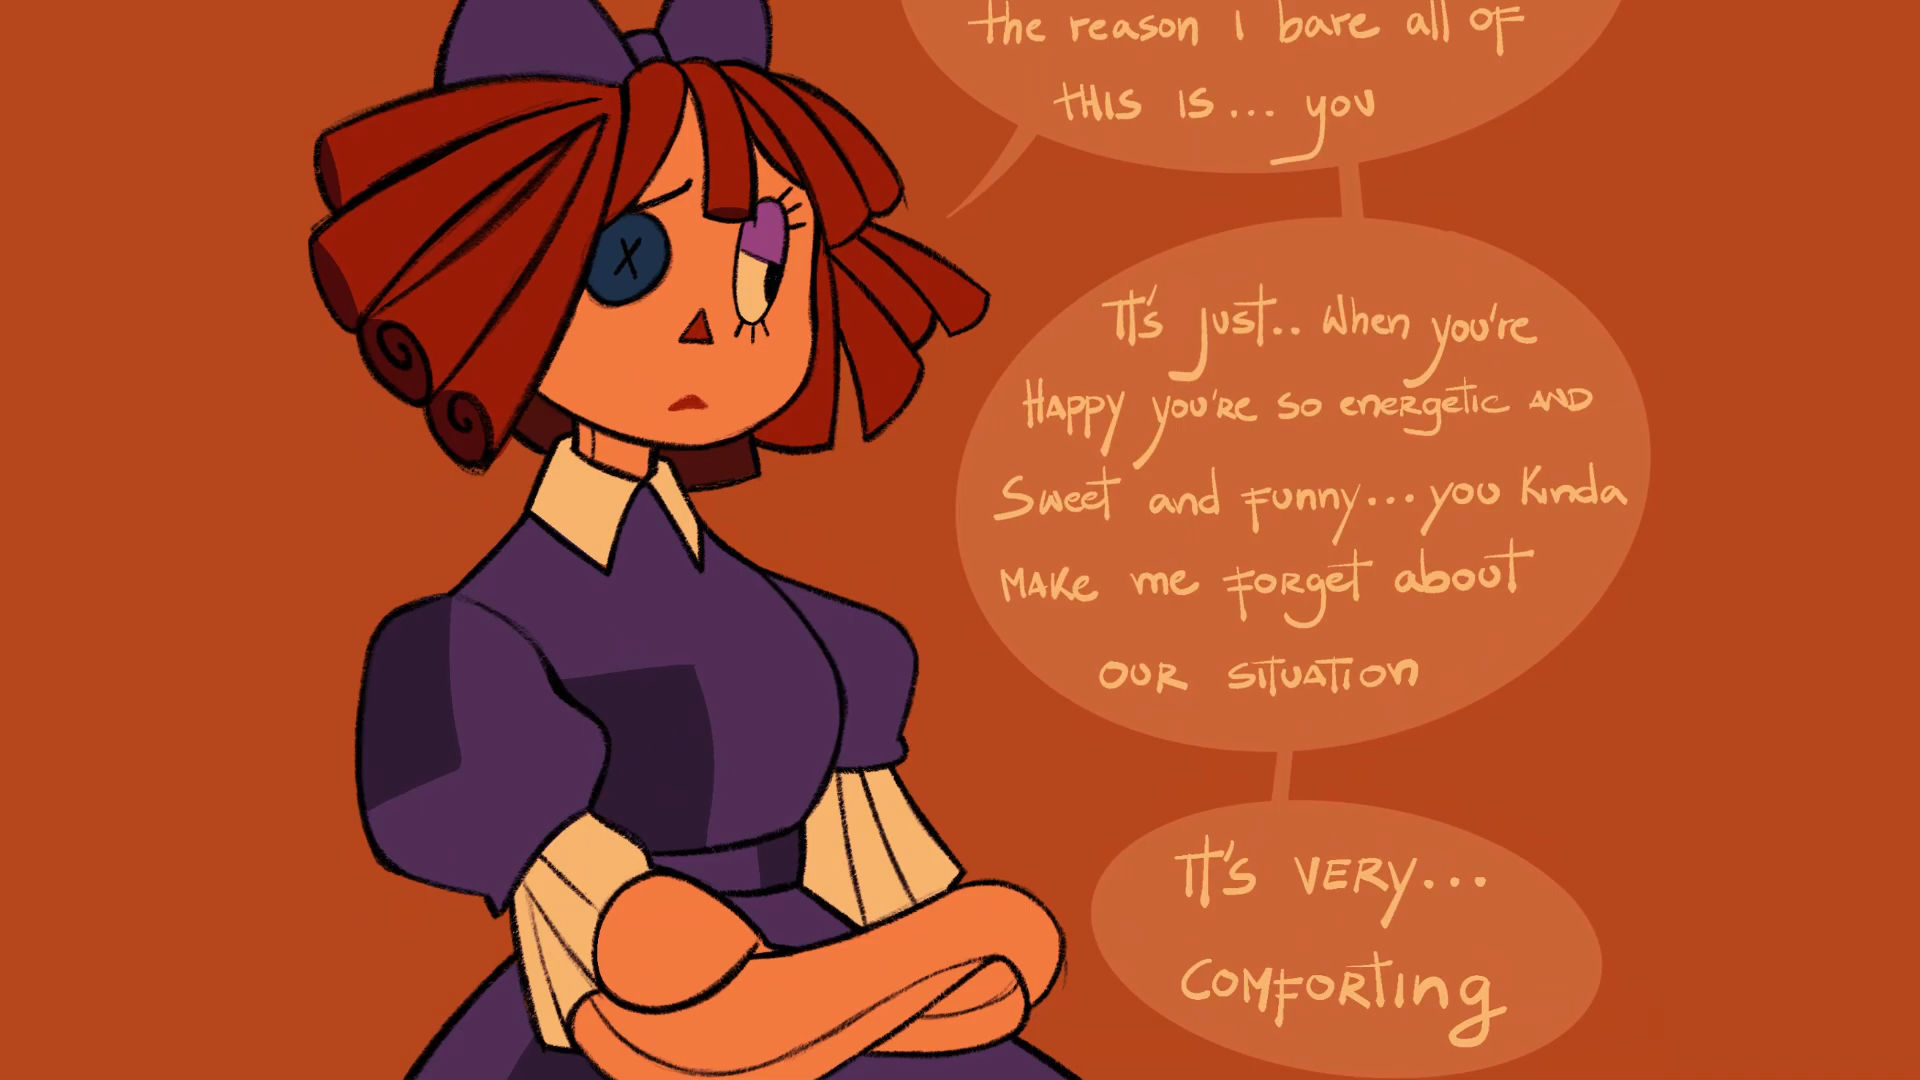 the reason I bare all of
this is... you
It's just.. when you're
Happy you're so energetic and
Sweet and funny... you kinda
make me forget about
our situation
It's very...
comforting